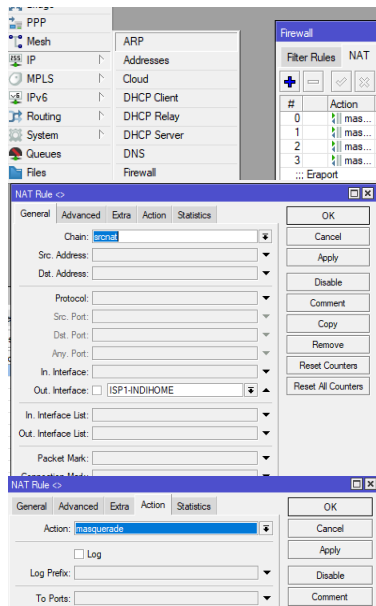 PPP
Mesh
IP
MPLS
IPv6
Routing
System
Queues
Files
ARP
Addresses
Cloud
DHCP Client
DHCP Relay
DHCP Server
DNS
Firewall
Firewall
Filter Rules NAT
# Action
0 mas...
1 mas...
2 mas...
3 mas...
::: Eraport
NAT Rule <>
General Advanced Extra Action Statistics
Chain: srcnat
Src. Address:
Dst. Address:
Protocol:
Src. Port:
Dst. Port:
Any. Port:
In. Interface:
Out. Interface: ISP1-INDIHOME
In. Interface List:
Out. Interface List:
Packet Mark:
OK
Cancel
Apply
Disable
Comment
Copy
Remove
Reset Counters
Reset All Counters
NAT Rule <>
General Advanced Extra Action Statistics
Action: masquerade
Log
Log Prefix:
To Ports:
OK
Cancel
Apply
Disable
Comment